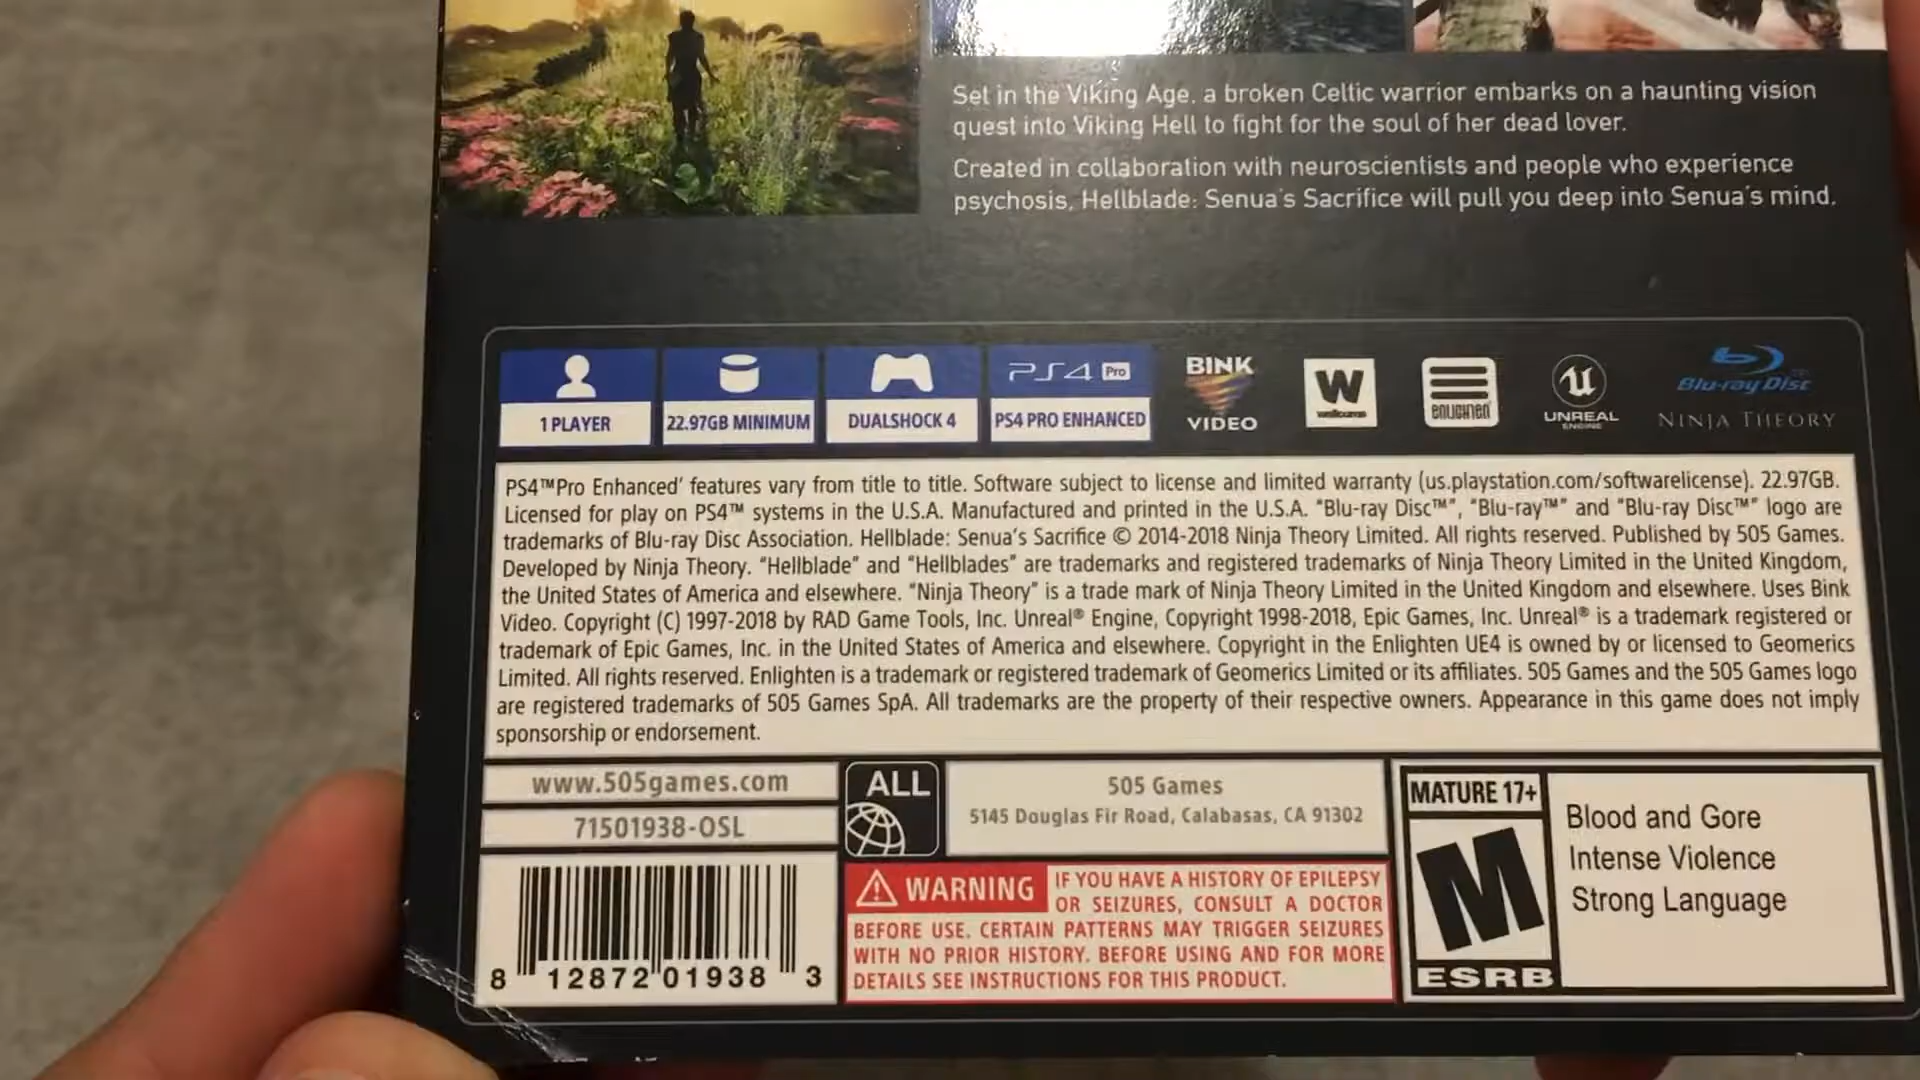 Set in the Viking Age, a broken Celtic warrior embarks on a haunting vision
quest into Viking Hell to fight for the soul of her dead lover.
Created in collaboration with neuroscientists and people who experience
psychosis, Hellblade: Senua's Sacrifice will pull you deep into Senua's mind.
1 PLAYER
22.97GB MINIMUM
DUALSHOCK 4
PS4 Pro
PS4 PRO ENHANCED
BINK
VIDEO
W
wellcome
enlighten
UNREAL
ENGINE
Blu-ray Disc
NINJA THEORY
PS4™Pro Enhanced' features vary from title to title. Software subject to license and limited warranty (us.playstation.com/softwarelicense). 22.97GB.
Licensed for play on PS4™ systems in the U.S.A. Manufactured and printed in the U.S.A. “Blu-ray Disc™”, “Blu-ray™” and “Blu-ray Disc™” logo are
trademarks of Blu-ray Disc Association. Hellblade: Senua's Sacrifice © 2014-2018 Ninja Theory Limited. All rights reserved. Published by 505 Games.
Developed by Ninja Theory. “Hellblade” and “Hellblades” are trademarks and registered trademarks of Ninja Theory Limited in the United Kingdom,
the United States of America and elsewhere. “Ninja Theory” is a trade mark of Ninja Theory Limited in the United Kingdom and elsewhere. Uses Bink
Video. Copyright (C) 1997-2018 by RAD Game Tools, Inc. Unreal® Engine, Copyright 1998-2018, Epic Games, Inc. Unreal® is a trademark registered or
trademark of Epic Games, Inc. in the United States of America and elsewhere. Copyright in the Enlighten UE4 is owned by or licensed to Geomerics
Limited. All rights reserved. Enlighten is a trademark or registered trademark of Geomerics Limited or its affiliates. 505 Games and the 505 Games logo
are registered trademarks of 505 Games SpA. All trademarks are the property of their respective owners. Appearance in this game does not imply
sponsorship or endorsement.
www.505games.com
71501938-OSL
8 12872 01938 3
ALL
505 Games
5145 Douglas Fir Road, Calabasas, CA 91302
WARNING IF YOU HAVE A HISTORY OF EPILEPSY
OR SEIZURES, CONSULT A DOCTOR
BEFORE USE. CERTAIN PATTERNS MAY TRIGGER SEIZURES
WITH NO PRIOR HISTORY. BEFORE USING AND FOR MORE
DETAILS SEE INSTRUCTIONS FOR THIS PRODUCT.
MATURE 17+
M
ESRB
Blood and Gore
Intense Violence
Strong Language